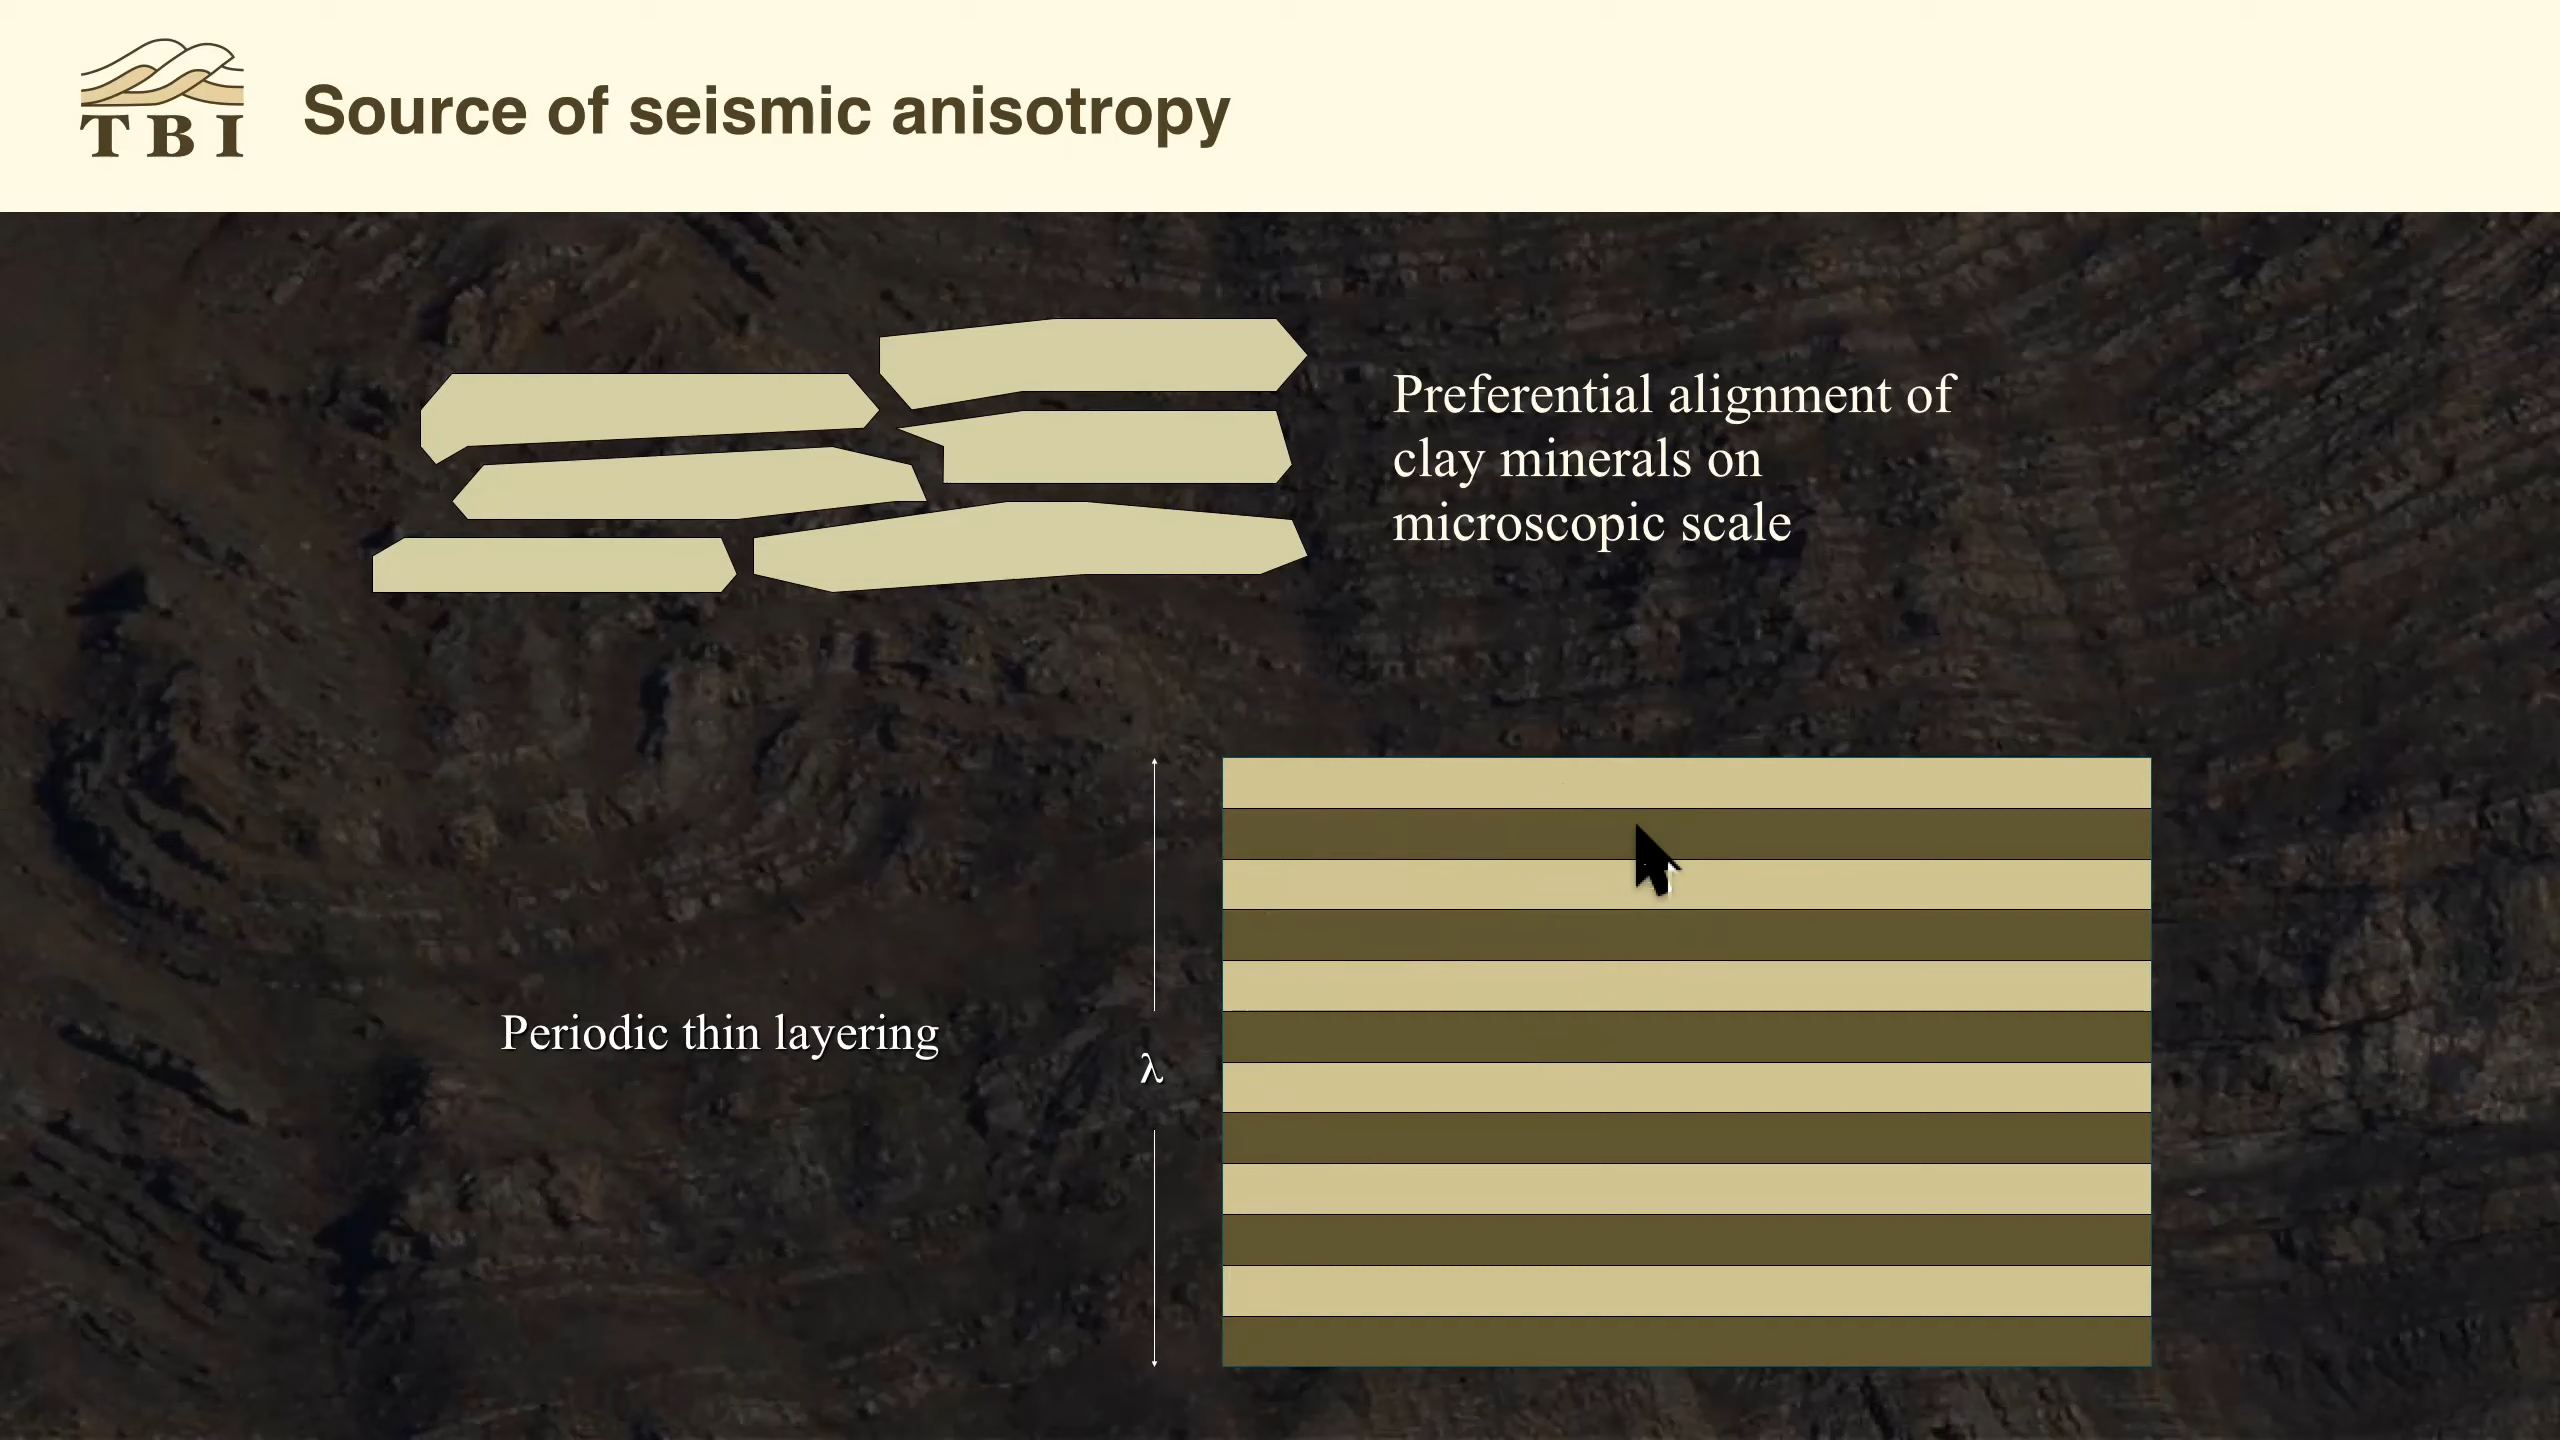 TBI
Source of seismic anisotropy
Preferential alignment of
clay minerals on
microscopic scale
Periodic thin layering
λ